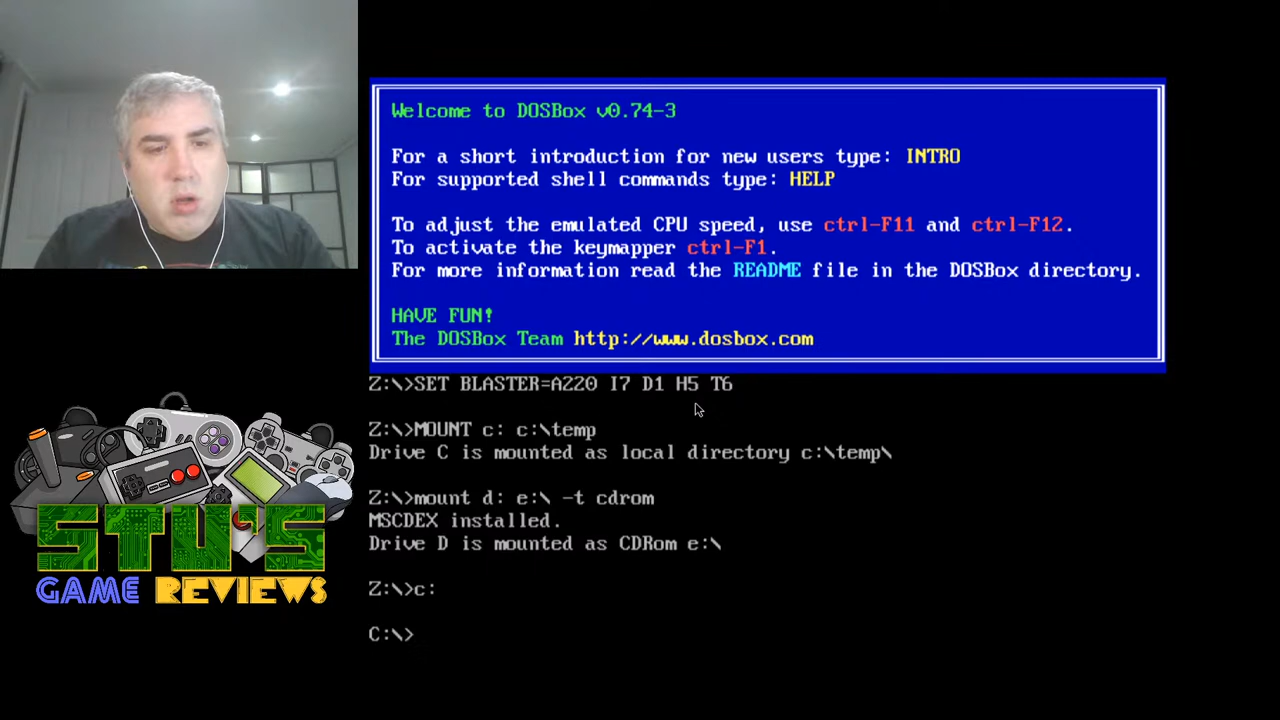 Welcome to DOSBox v0.74-3
For a short introduction for new users type: INTRO
For supported shell commands type: HELP
To adjust the emulated CPU speed, use ctrl-F11 and ctrl-F12.
To activate the keymapper ctrl-F1.
For more information read the README file in the DOSBox directory.
HAVE FUN!
The DOSBox Team http://www.dosbox.com
Z:\>SET BLASTER=A220 I7 D1 H5 T6
Z:\>MOUNT c: c:\temp
Drive C is mounted as local directory c:\temp\
Z:\>mount d: e:\ -t cdrom
MSCDEX installed.
Drive D is mounted as CDRom e:\
Z:\>c:
C:\>
STU'S
GAME REVIEWS